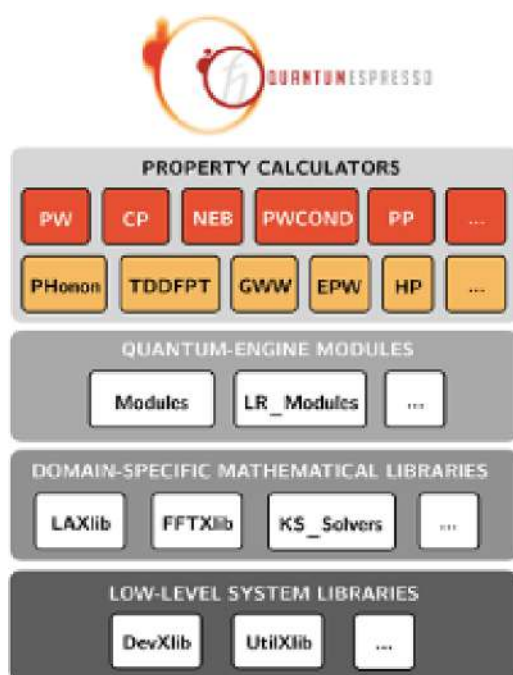 QUANTUMESPRESSO
PROPERTY CALCULATORS
PW CP NEB PWCOND PP ...
PHonon TDDFPT GWW EPW HP ...
QUANTUM-ENGINE MODULES
Modules LR_Modules ...
DOMAIN-SPECIFIC MATHEMATICAL LIBRARIES
LAXlib FFTXlib KS_Solvers ...
LOW-LEVEL SYSTEM LIBRARIES
DevXlib UtilXlib ...